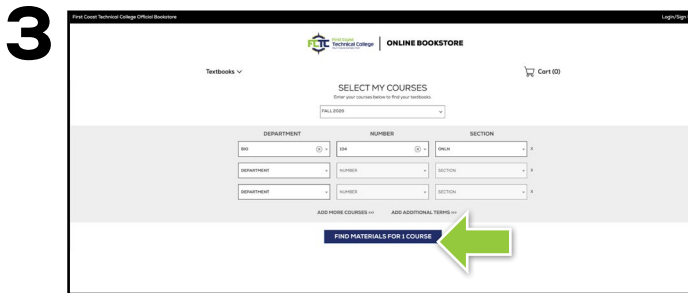 3
First Coast Technical College Official Bookstore
Login/Sign
First Coast
FCTC Technical College ONLINE BOOKSTORE
Textbooks
Cart (0)
SELECT MY COURSES
Enter your courses below to find your textbooks.
FALL 2025
DEPARTMENT NUMBER SECTION
BIO 104 ONLN X
DEPARTMENT NUMBER SECTION X
DEPARTMENT NUMBER SECTION X
ADD MORE COURSES >>> ADD ADDITIONAL TERMS >>>
FIND MATERIALS FOR 1 COURSE